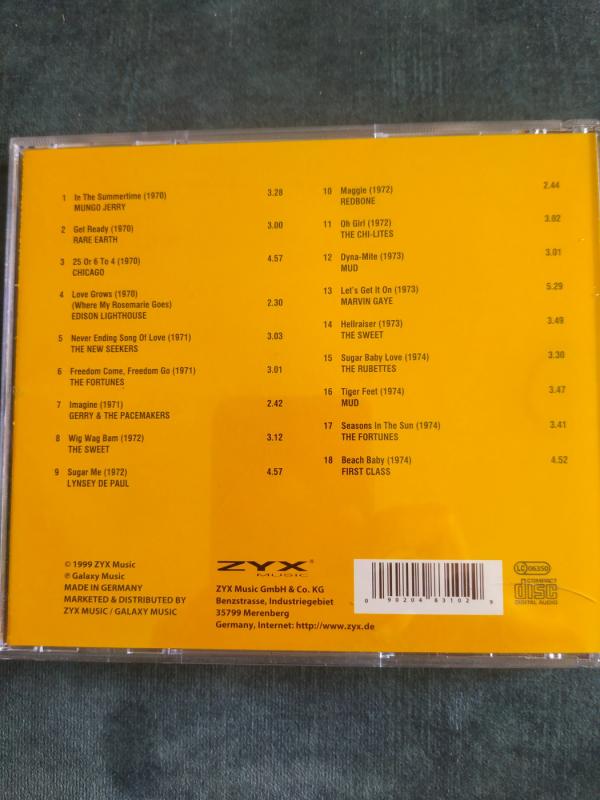 1 In The Summertime (1970) 3.28
MUNGO JERRY
2 Get Ready (1970) 3.00
RARE EARTH
3 25 Or 6 To 4 (1970) 4.57
CHICAGO
4 Love Grows (1970)
(Where My Rosemarie Goes) 2.30
EDISON LIGHTHOUSE
5 Never Ending Song Of Love (1971) 3.03
THE NEW SEEKERS
6 Freedom Come, Freedom Go (1971) 3.01
THE FORTUNES
7 Imagine (1971) 2.42
GERRY & THE PACEMAKERS
8 Wig Wag Bam (1972) 3.12
THE SWEET
9 Sugar Me (1972) 4.57
LYNSEY DE PAUL
10 Maggie (1972) 2.44
REDBONE
11 Oh Girl (1972) 3.02
THE CHI-LITES
12 Dyna-Mite (1973) 3.01
MUD
13 Let's Get It On (1973) 5.29
MARVIN GAYE
14 Hellraiser (1973) 3.49
THE SWEET
15 Sugar Baby Love (1974) 3.30
THE RUBETTES
16 Tiger Feet (1974) 3.47
MUD
17 Seasons In The Sun (1974) 3.41
THE FORTUNES
18 Beach Baby (1974) 4.52
FIRST CLASS
© 1999 ZYX Music
℗ Galaxy Music
MADE IN GERMANY
MARKETED & DISTRIBUTED BY
ZYX MUSIC / GALAXY MUSIC
ZYX®
MUSIC
ZYX Music GmbH & Co. KG
Benzstrasse, Industriegebiet
35799 Merenberg
Germany, Internet: http://www.zyx.de
0 90204 83102 9
LC 06350
COMPACT
disc
DIGITAL AUDIO